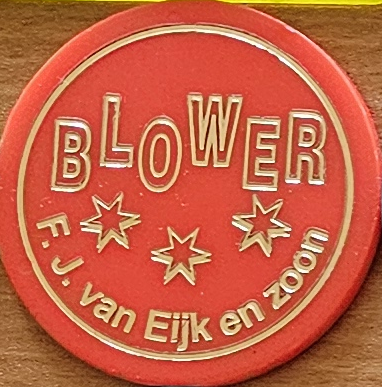 BLOWER
F. J. van Eijk en zoon